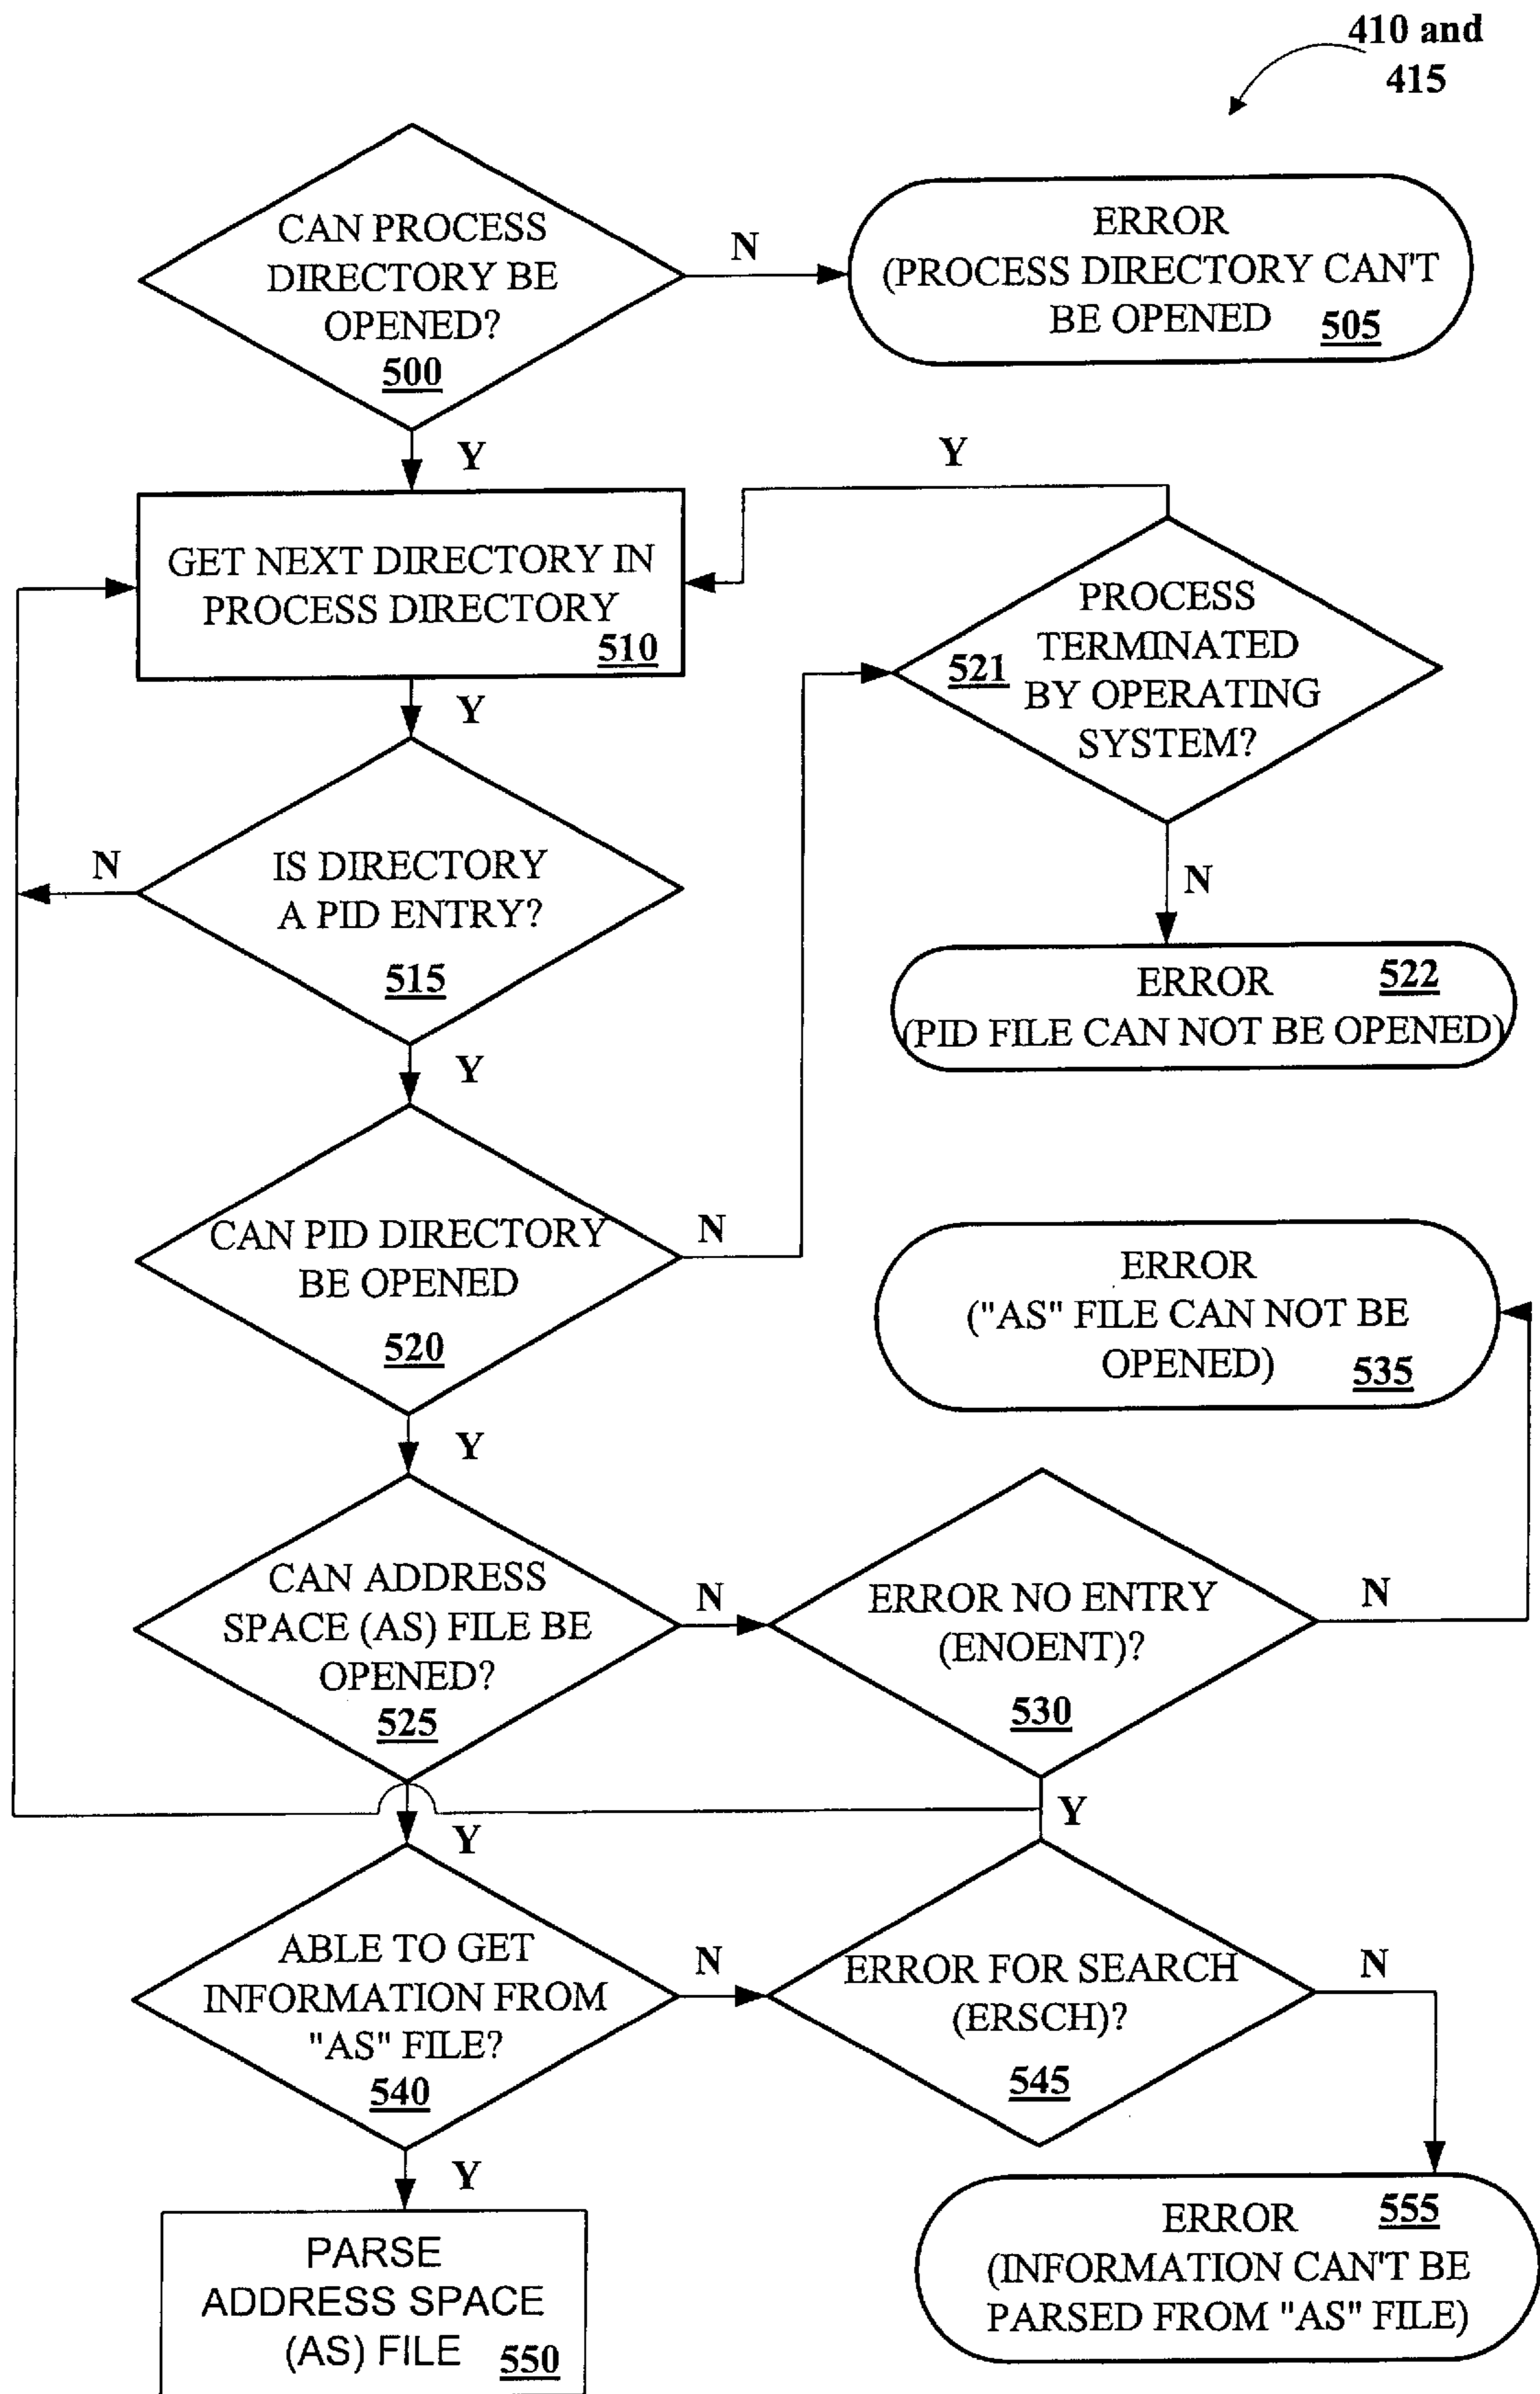 410 and
415
CAN PROCESS
DIRECTORY BE
OPENED?
500
N
ERROR
(PROCESS DIRECTORY CAN'T
BE OPENED 505
Y
Y
GET NEXT DIRECTORY IN
PROCESS DIRECTORY
510
PROCESS
TERMINATED
521
BY OPERATING
SYSTEM?
Y
N
IS DIRECTORY
A PID ENTRY?
515
N
ERROR 522
(PID FILE CAN NOT BE OPENED)
Y
CAN PID DIRECTORY
BE OPENED
520
N
ERROR
("AS" FILE CAN NOT BE
OPENED) 535
Y
CAN ADDRESS
SPACE (AS) FILE BE
OPENED?
525
N
ERROR NO ENTRY
(ENOENT)?
530
N
Y
Y
ABLE TO GET
INFORMATION FROM
"AS" FILE?
540
N
ERROR FOR SEARCH
(ERSCH)?
545
N
Y
PARSE
ADDRESS SPACE
(AS) FILE 550
ERROR 555
(INFORMATION CAN'T BE
PARSED FROM "AS" FILE)